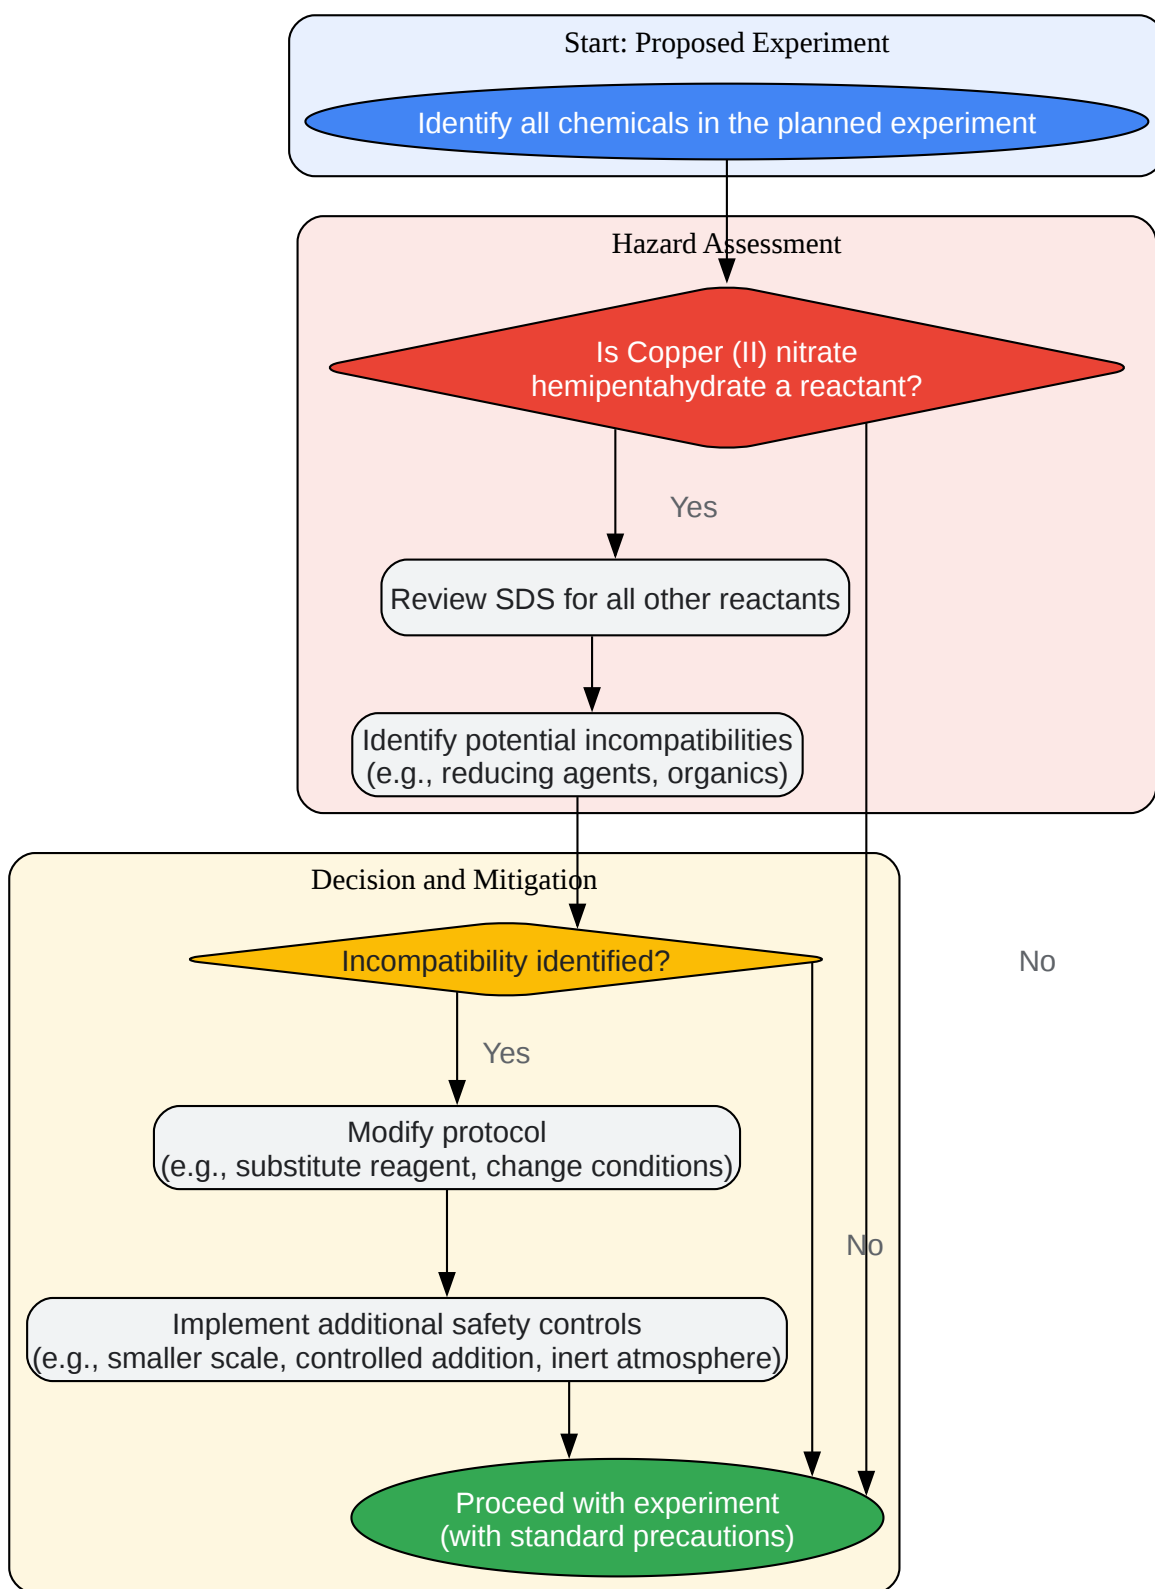 Start: Proposed Experiment
Identify all chemicals in the planned experiment
Hazard Assessment
Is Copper (II) nitrate
hemipentahydrate a reactant?
Yes
Review SDS for all other reactants
Identify potential incompatibilities
(e.g., reducing agents, organics)
Decision and Mitigation
Incompatibility identified?
No
Yes
Modify protocol
(e.g., substitute reagent, change conditions)
No
Implement additional safety controls
(e.g., smaller scale, controlled addition, inert atmosphere)
Proceed with experiment
(with standard precautions)